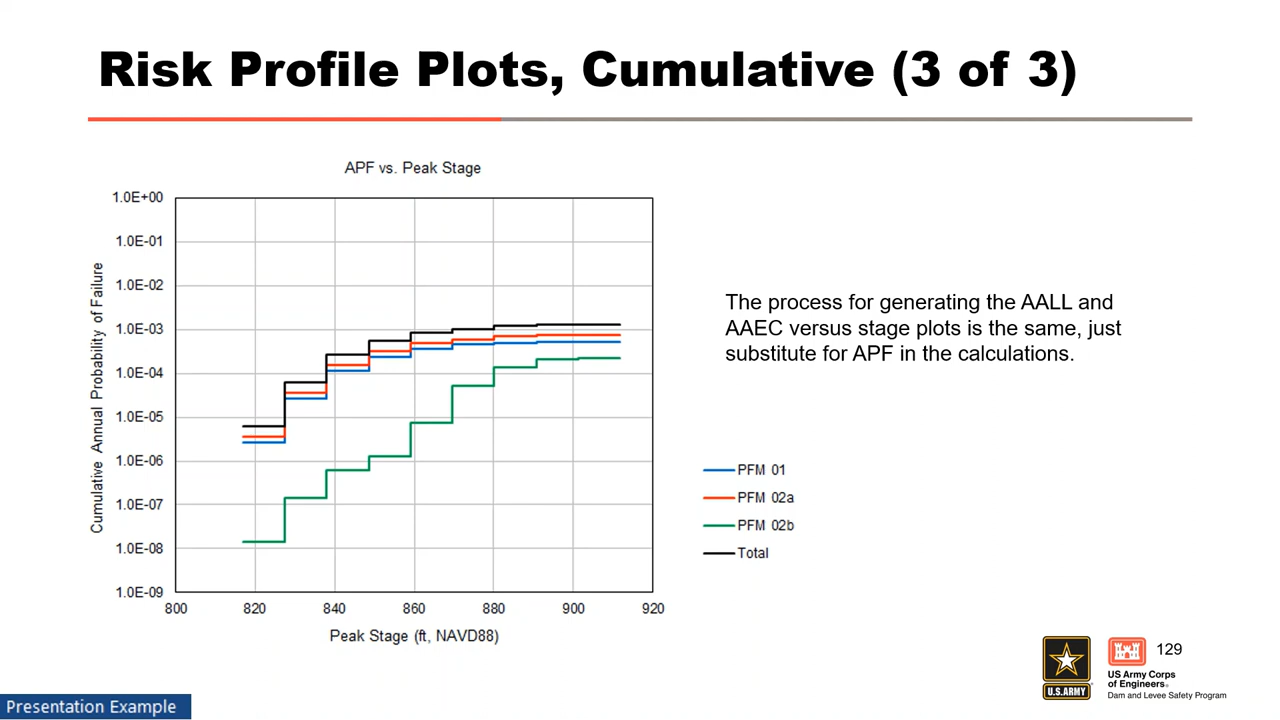 Risk Profile Plots, Cumulative (3 of 3)
APF vs. Peak Stage
Cumulative Annual Probability of Failure
1.0E+00
1.0E-01
1.0E-02
1.0E-03
1.0E-04
1.0E-05
1.0E-06
1.0E-07
1.0E-08
1.0E-09
800 820 840 860 880 900 920
Peak Stage (ft, NAVD88)
The process for generating the AALL and
AAEC versus stage plots is the same, just
substitute for APF in the calculations.
PFM 01
PFM 02a
PFM 02b
Total
U.S.ARMY
US Army Corps
of Engineers®
Dam and Levee Safety Program
129
Presentation Example